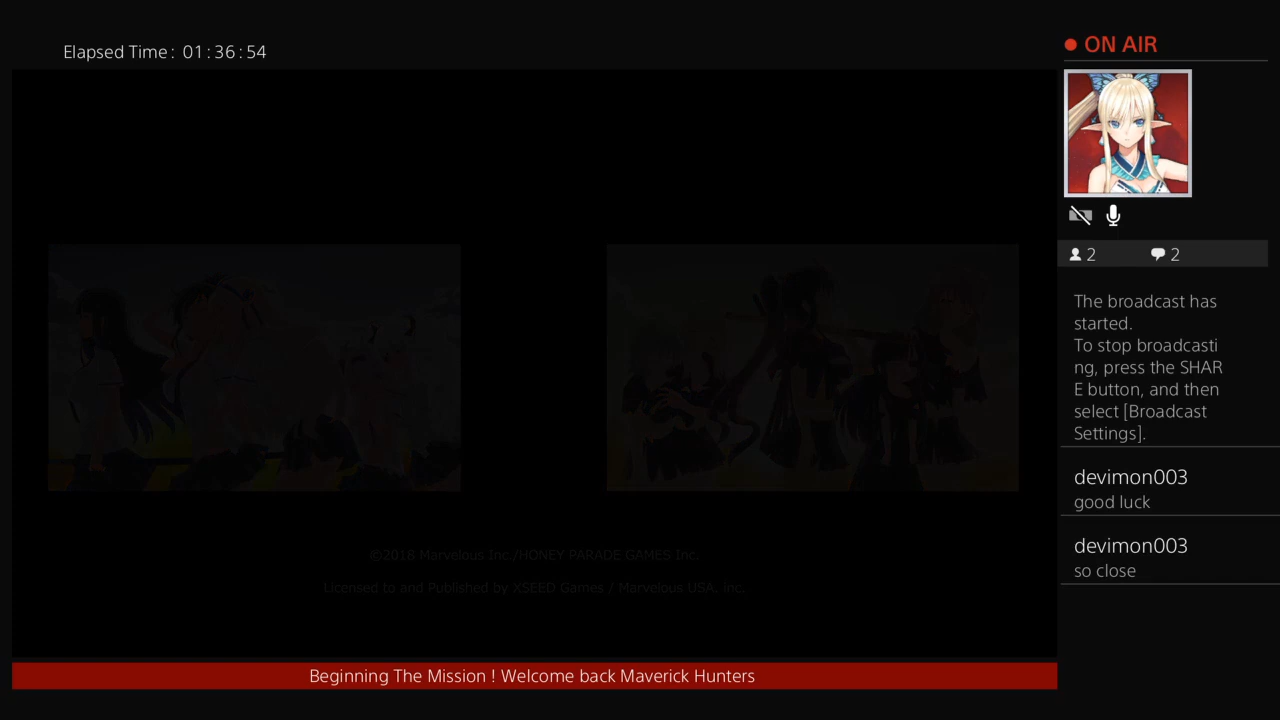 Elapsed Time: 01:36:54
ON AIR
2
2
The broadcast has
started.
To stop broadcasti
ng, press the SHAR
E button, and then
select [Broadcast
Settings].
devimon003
good luck
devimon003
so close
©2018 Marvelous Inc./HONEY PARADE GAMES Inc.
Licensed to and Published by XSEED Games / Marvelous USA, Inc.
Beginning The Mission ! Welcome back Maverick Hunters